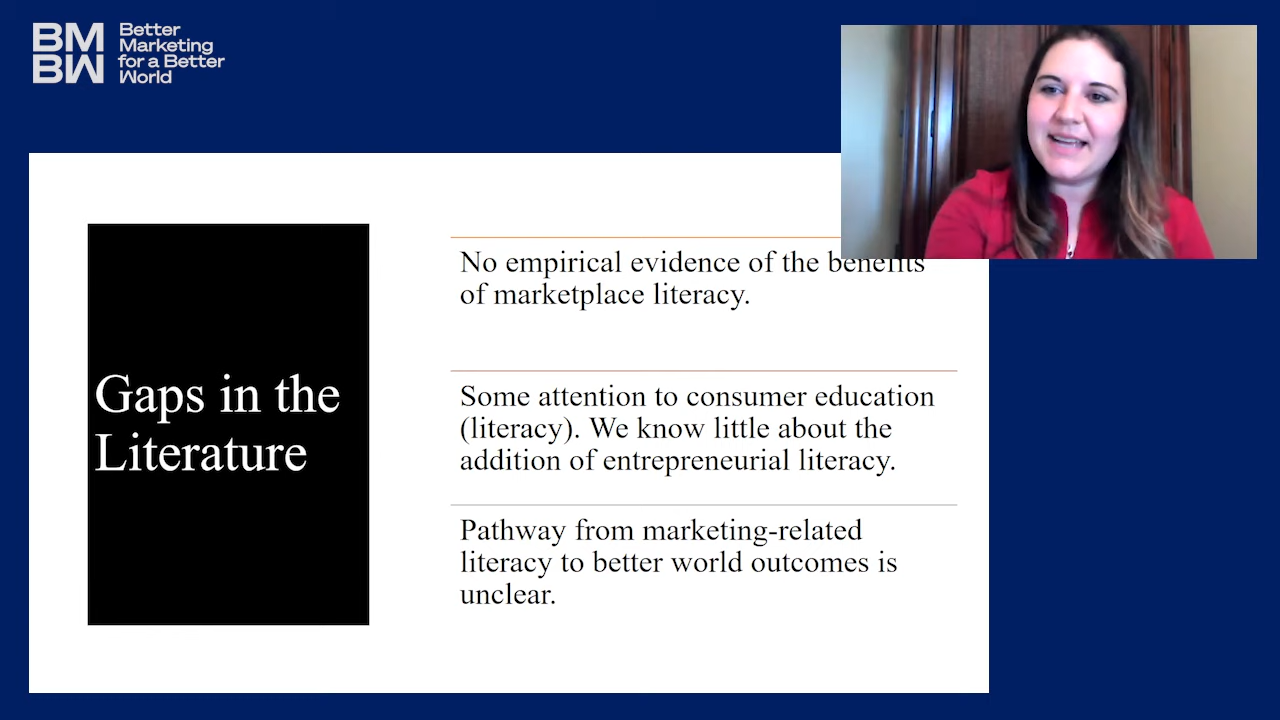 BM
BW
Better
Marketing
for a Better
World
Gaps in the
Literature
No empirical evidence of the benefits
of marketplace literacy.
Some attention to consumer education
(literacy). We know little about the
addition of entrepreneurial literacy.
Pathway from marketing-related
literacy to better world outcomes is
unclear.